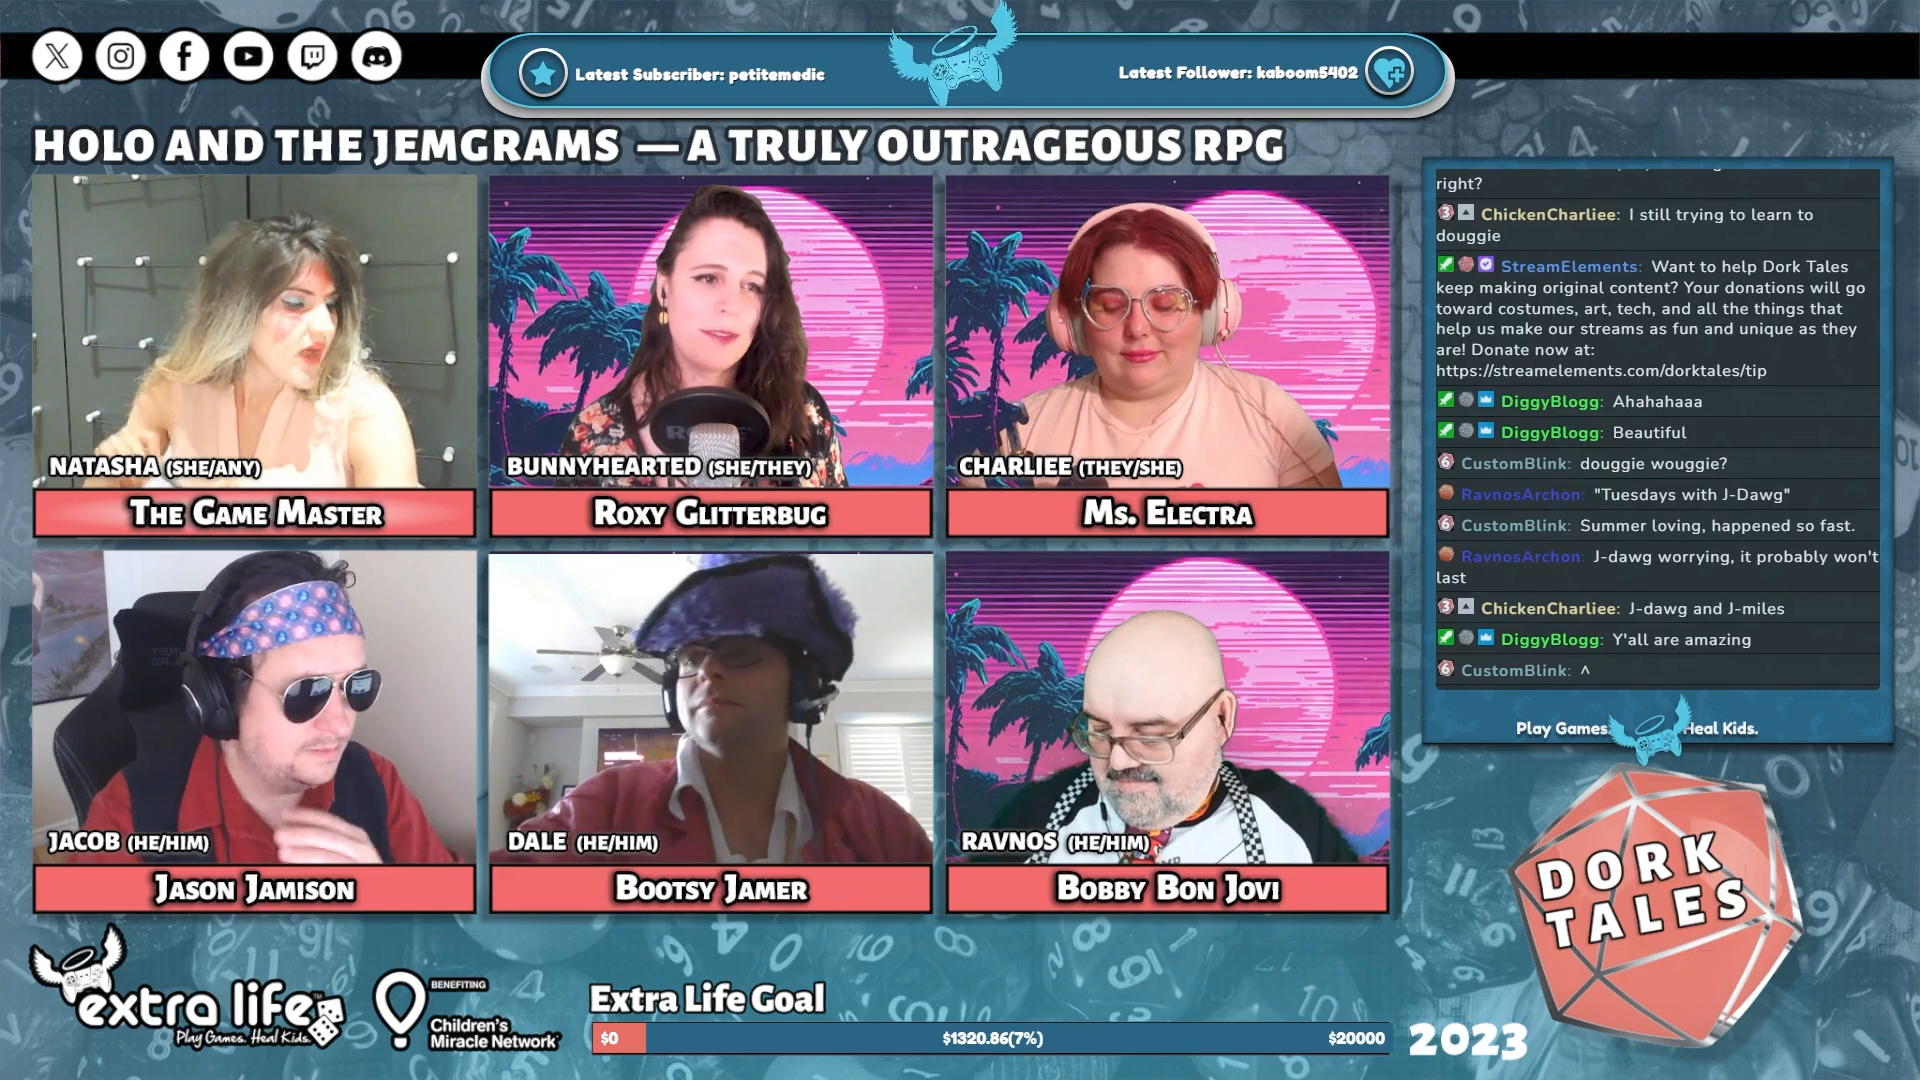 Latest Subscriber: petitemedic
Latest Follower: kaboom5402
HOLO AND THE JEMGRAMS — A TRULY OUTRAGEOUS RPG
NATASHA (SHE/ANY)
THE GAME MASTER
BUNNYHEARTED (SHE/THEY)
ROXY GLITTERBUG
CHARLIEE (THEY/SHE)
MS. ELECTRA
JACOB (HE/HIM)
JASON JAMISON
DALE (HE/HIM)
BOOTSY JAMER
RAVNOS (HE/HIM)
BOBBY BON JOVI
right?
ChickenCharliee: I still trying to learn to
douggie
StreamElements: Want to help Dork Tales
keep making original content? Your donations will go
toward costumes, art, tech, and all the things that
help us make our streams as fun and unique as they
are! Donate now at:
https://streamelements.com/dorktales/tip
DiggyBlogg: Ahahahaaa
DiggyBlogg: Beautiful
CustomBlink: douggie wouggie?
RavnosArchon: "Tuesdays with J-Dawg"
CustomBlink: Summer loving, happened so fast.
RavnosArchon: J-dawg worrying, it probably won't
last
ChickenCharliee: J-dawg and J-miles
DiggyBlogg: Y'all are amazing
CustomBlink: ^
Play Games. Heal Kids.
DORK
TALES
extra life
Play Games. Heal Kids.
BENEFITING
Children's
Miracle Network
Extra Life Goal
$0 $1320.86(7%) $20000
2023